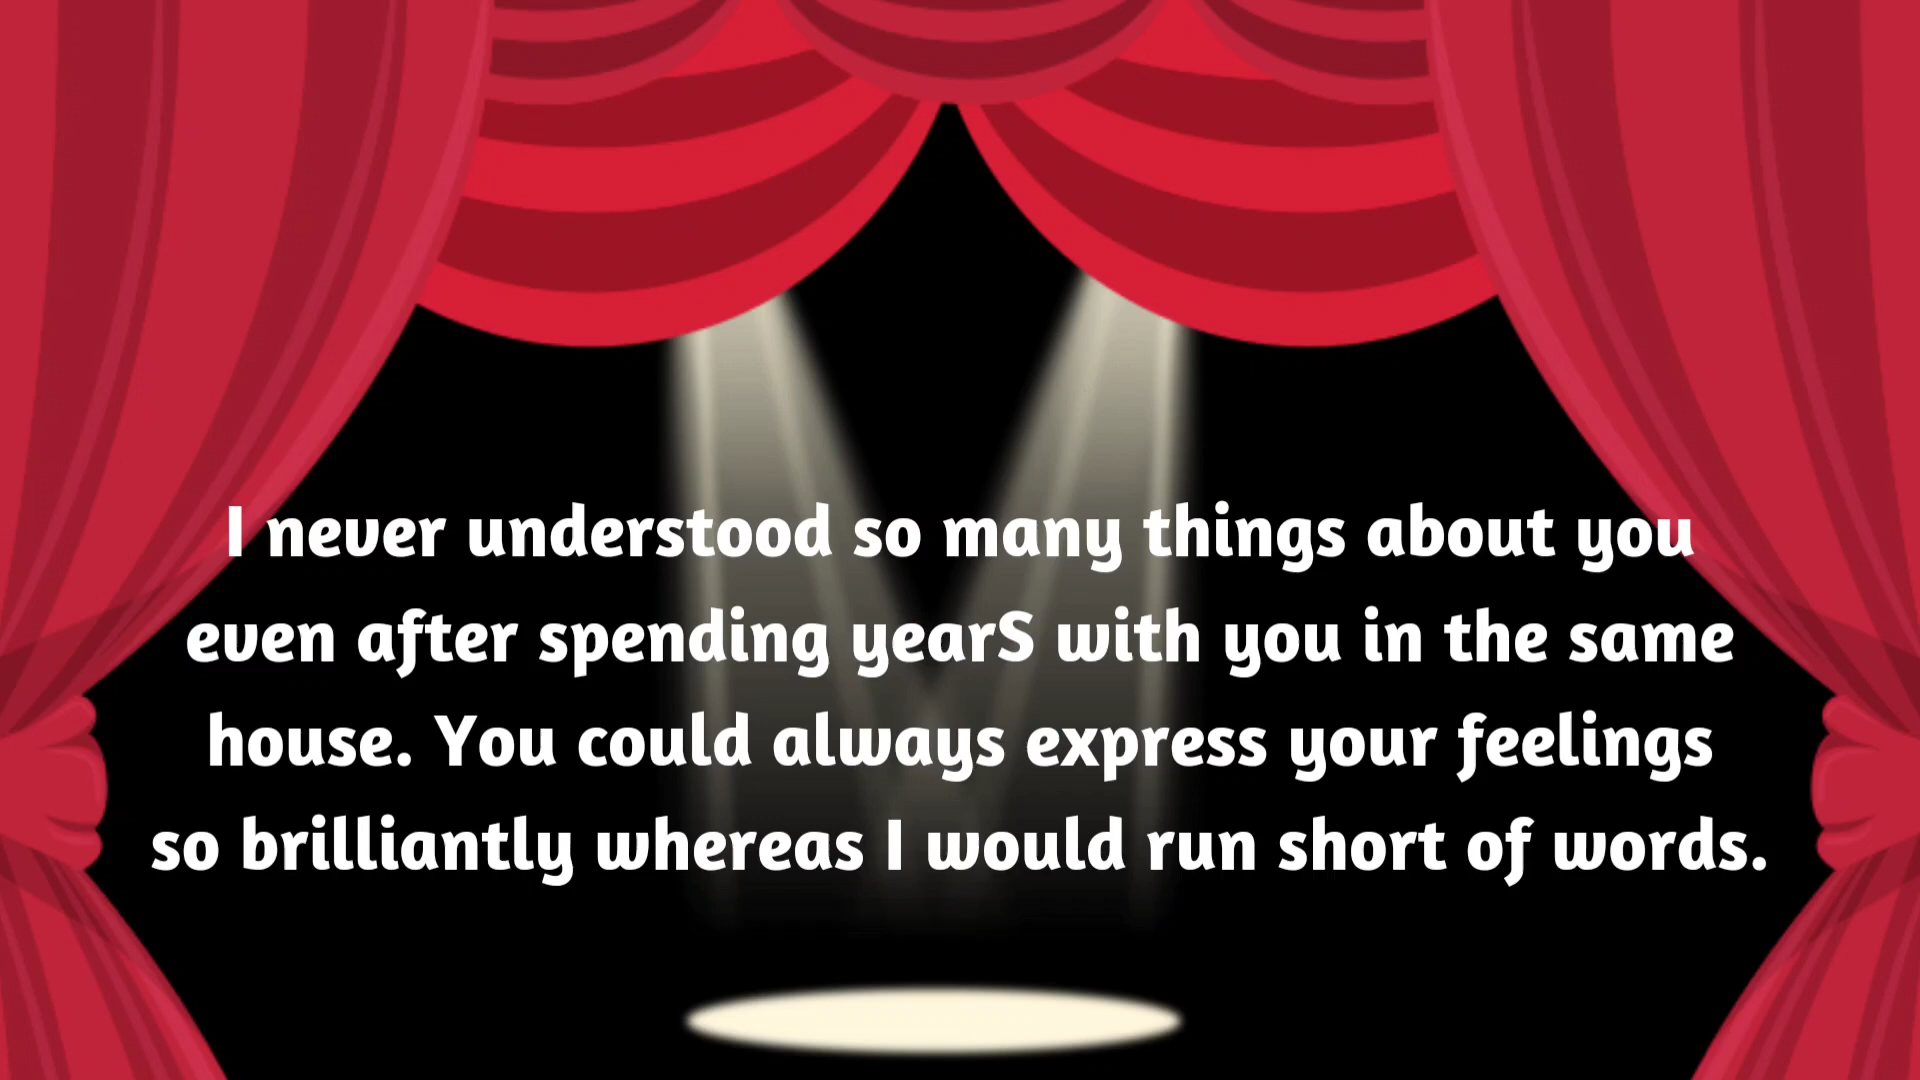 I never understood so many things about you
even after spending yearS with you in the same
house. You could always express your feelings
so brilliantly whereas I would run short of words.